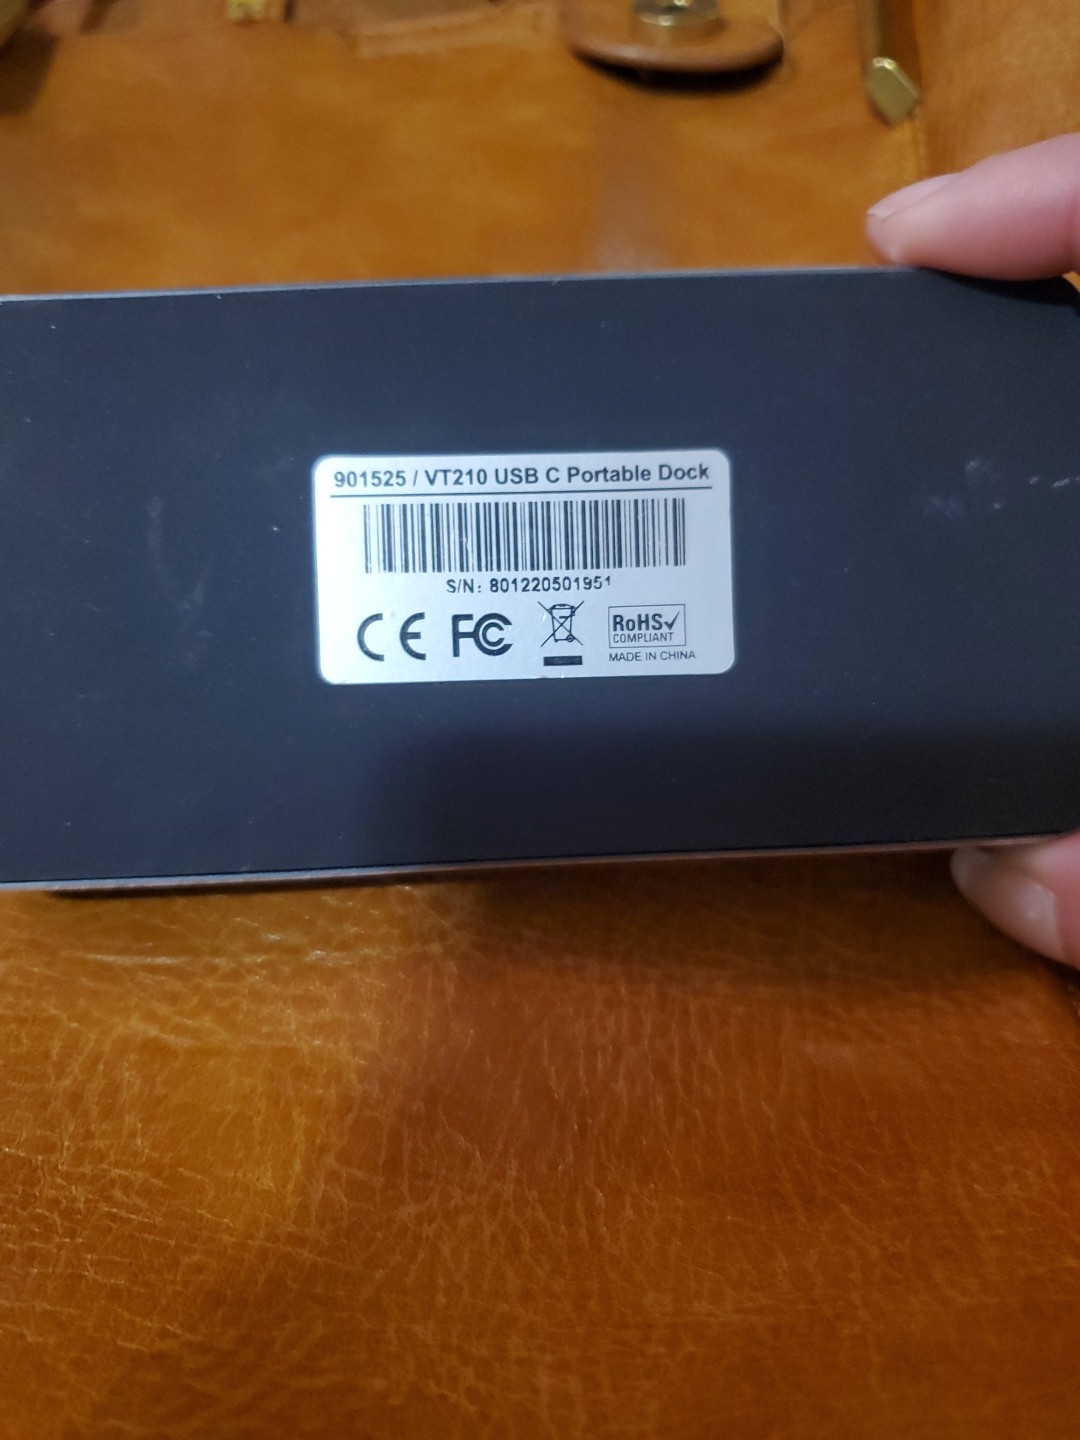 901525 / VT210 USB C Portable Dock
S/N: 801220501951
CE FC RoHS✓
COMPLIANT
MADE IN CHINA